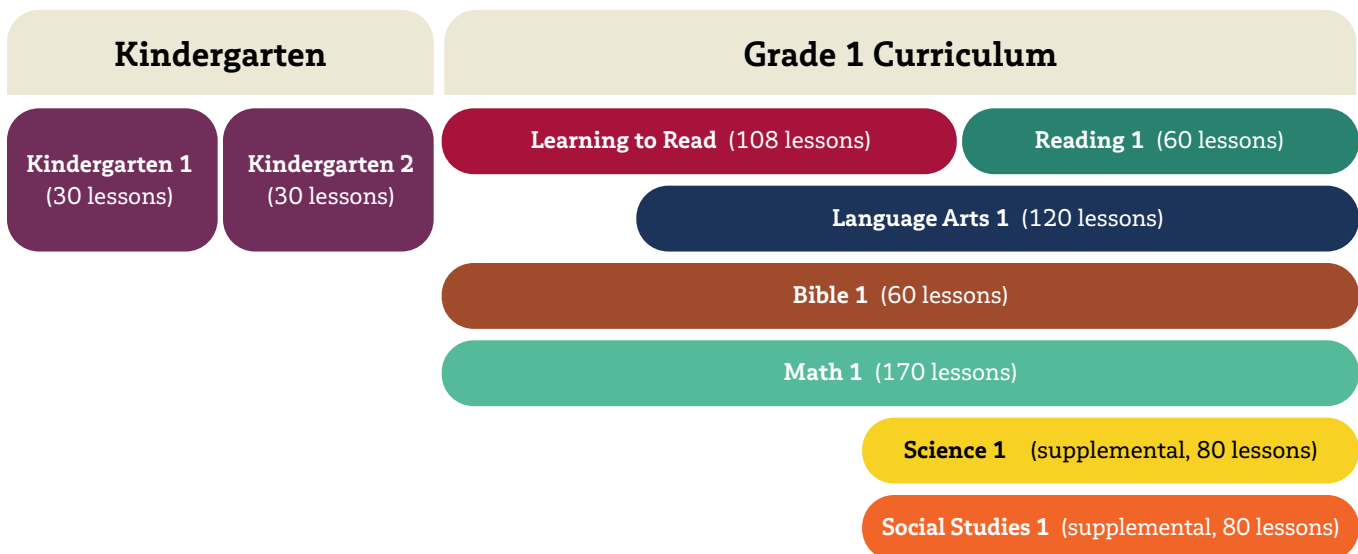 Kindergarten
Grade 1 Curriculum
Kindergarten 1
(30 lessons)
Kindergarten 2
(30 lessons)
Learning to Read (108 lessons)
Reading 1 (60 lessons)
Language Arts 1 (120 lessons)
Bible 1 (60 lessons)
Math 1 (170 lessons)
Science 1 (supplemental, 80 lessons)
Social Studies 1 (supplemental, 80 lessons)